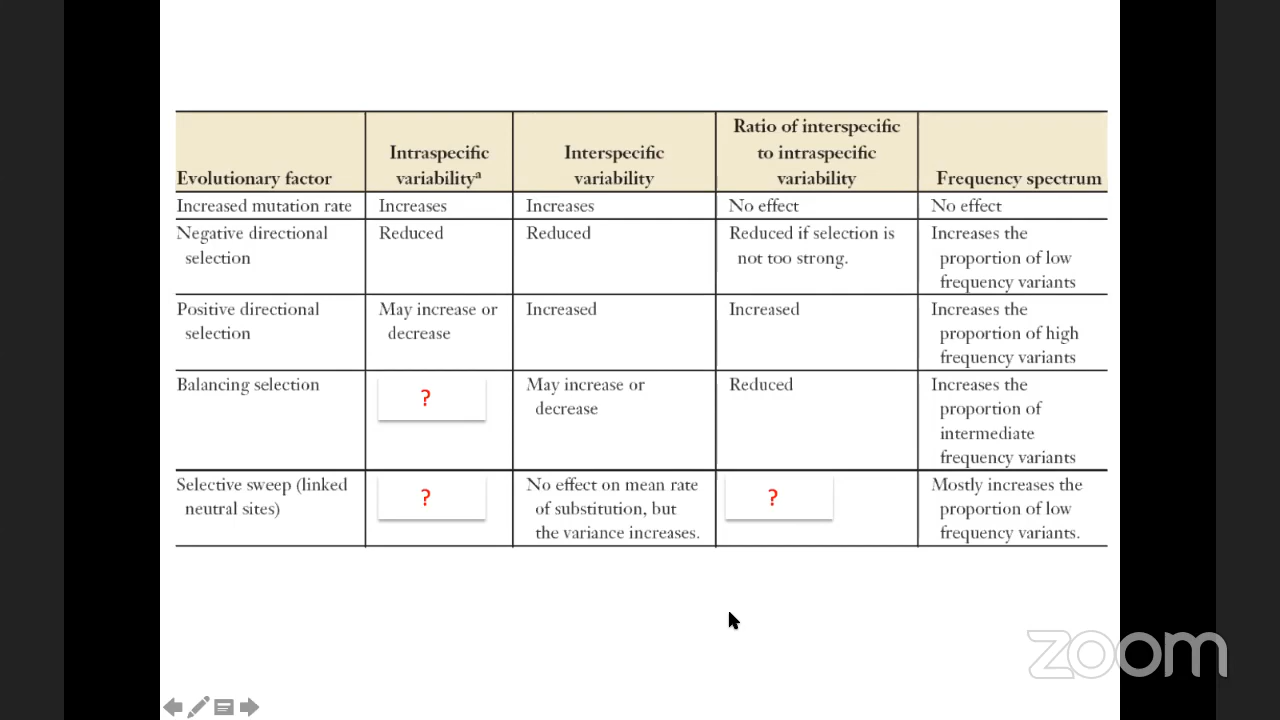 Evolutionary factor
Intraspecific
variabilityᵃ
Interspecific
variability
Ratio of interspecific
to intraspecific
variability
Frequency spectrum
Increased mutation rate
Increases
Increases
No effect
No effect
Negative directional
selection
Reduced
Reduced
Reduced if selection is
not too strong.
Increases the
proportion of low
frequency variants
Positive directional
selection
May increase or
decrease
Increased
Increased
Increases the
proportion of high
frequency variants
Balancing selection
?
May increase or
decrease
Reduced
Increases the
proportion of
intermediate
frequency variants
Selective sweep (linked
neutral sites)
?
No effect on mean rate
of substitution, but
the variance increases.
?
Mostly increases the
proportion of low
frequency variants.
zoom